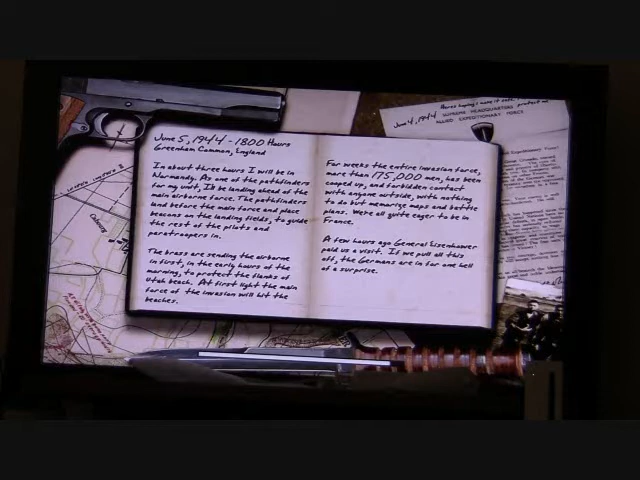 June 5, 1944 - 1800 Hours
Greenham Common, England
In about three hours I will be in
Normandy. As one of the pathfinders
for my unit, I'll be landing ahead of the
main airborne force. The pathfinders
land before the main force and place
beacons on the landing fields, to guide
the rest of the pilots and
paratroopers in.
The brass are sending the airborne
in first, in the early hours of the
morning, to protect the flanks of
Utah beach. At first light the main
force of the invasion will hit the
beaches.
For weeks the entire invasion force,
more than 175,000 men, has been
cooped up, and forbidden contact
with anyone outside, with nothing
to do but memorize maps and battle
plans. We're all quite eager to be in
France.
A few hours ago General Eisenhower
paid us a visit. If we pull all this
off, the Germans are in for one hell
of a surprise.
June 4, 1944
SUPREME HEADQUARTERS
ALLIED EXPEDITIONARY FORCE